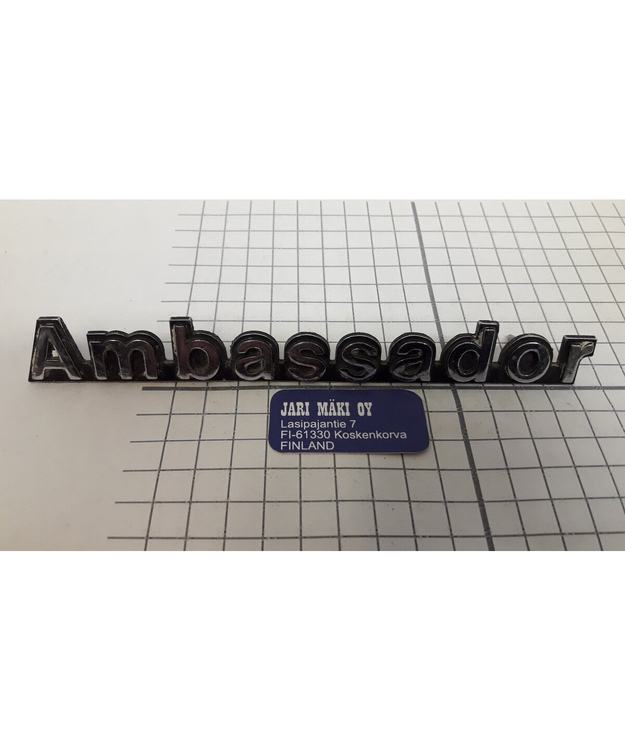 Ambassador
JARI MÄKI OY
Lasipajantie 7
FI-61330 Koskenkorva
FINLAND